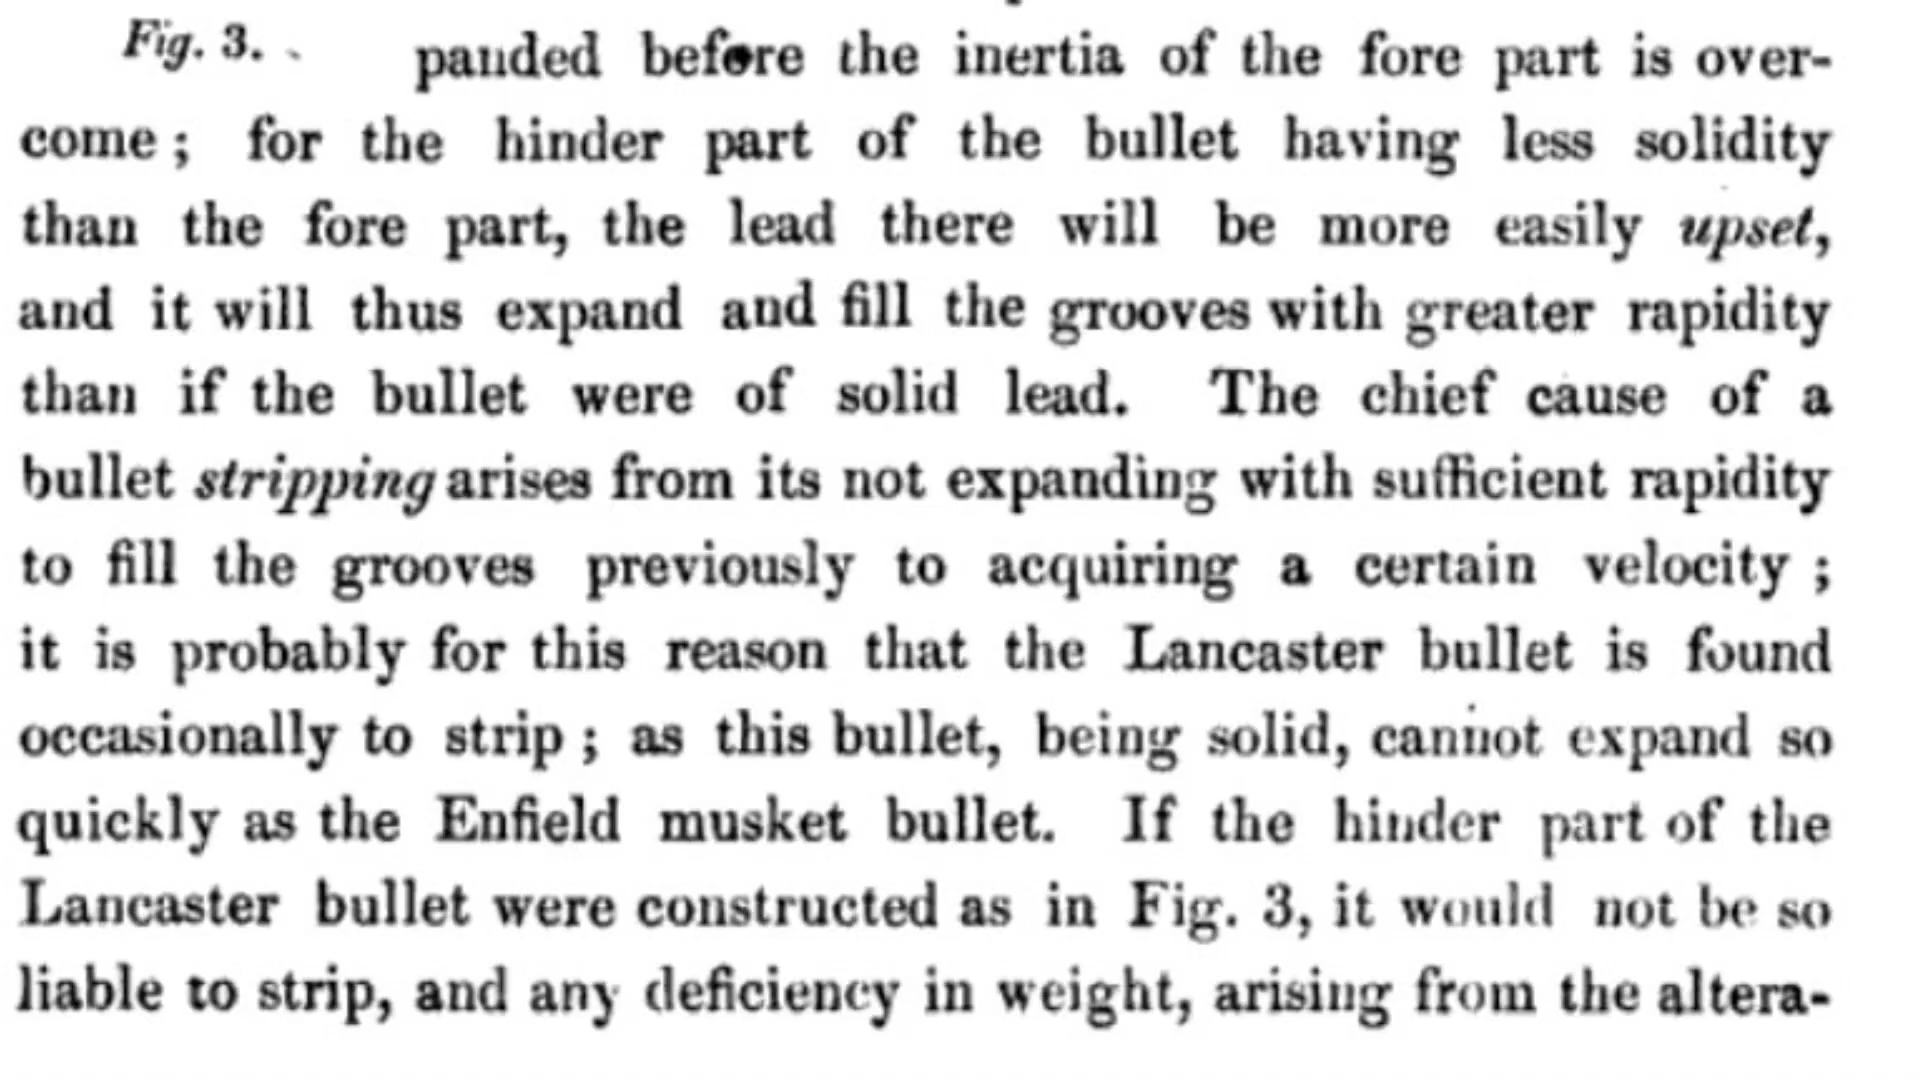 Fig. 3. panded before the inertia of the fore part is over-
come; for the hinder part of the bullet having less solidity
than the fore part, the lead there will be more easily upset,
and it will thus expand and fill the grooves with greater rapidity
than if the bullet were of solid lead. The chief cause of a
bullet stripping arises from its not expanding with sufficient rapidity
to fill the grooves previously to acquiring a certain velocity;
it is probably for this reason that the Lancaster bullet is found
occasionally to strip; as this bullet, being solid, cannot expand so
quickly as the Enfield musket bullet. If the hinder part of the
Lancaster bullet were constructed as in Fig. 3, it would not be so
liable to strip, and any deficiency in weight, arising from the altera-